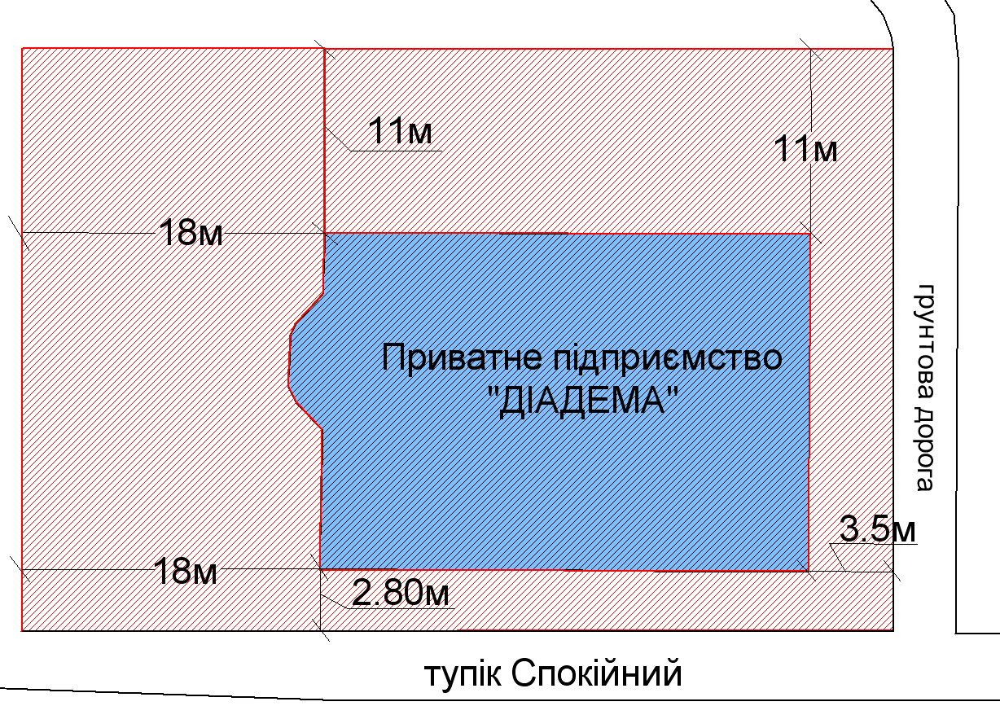 11м
11м
18м
Приватне підприємство
"ДІАДЕМА"
грунтова дорога
3.5м
18м
2.80м
тупік Спокійний